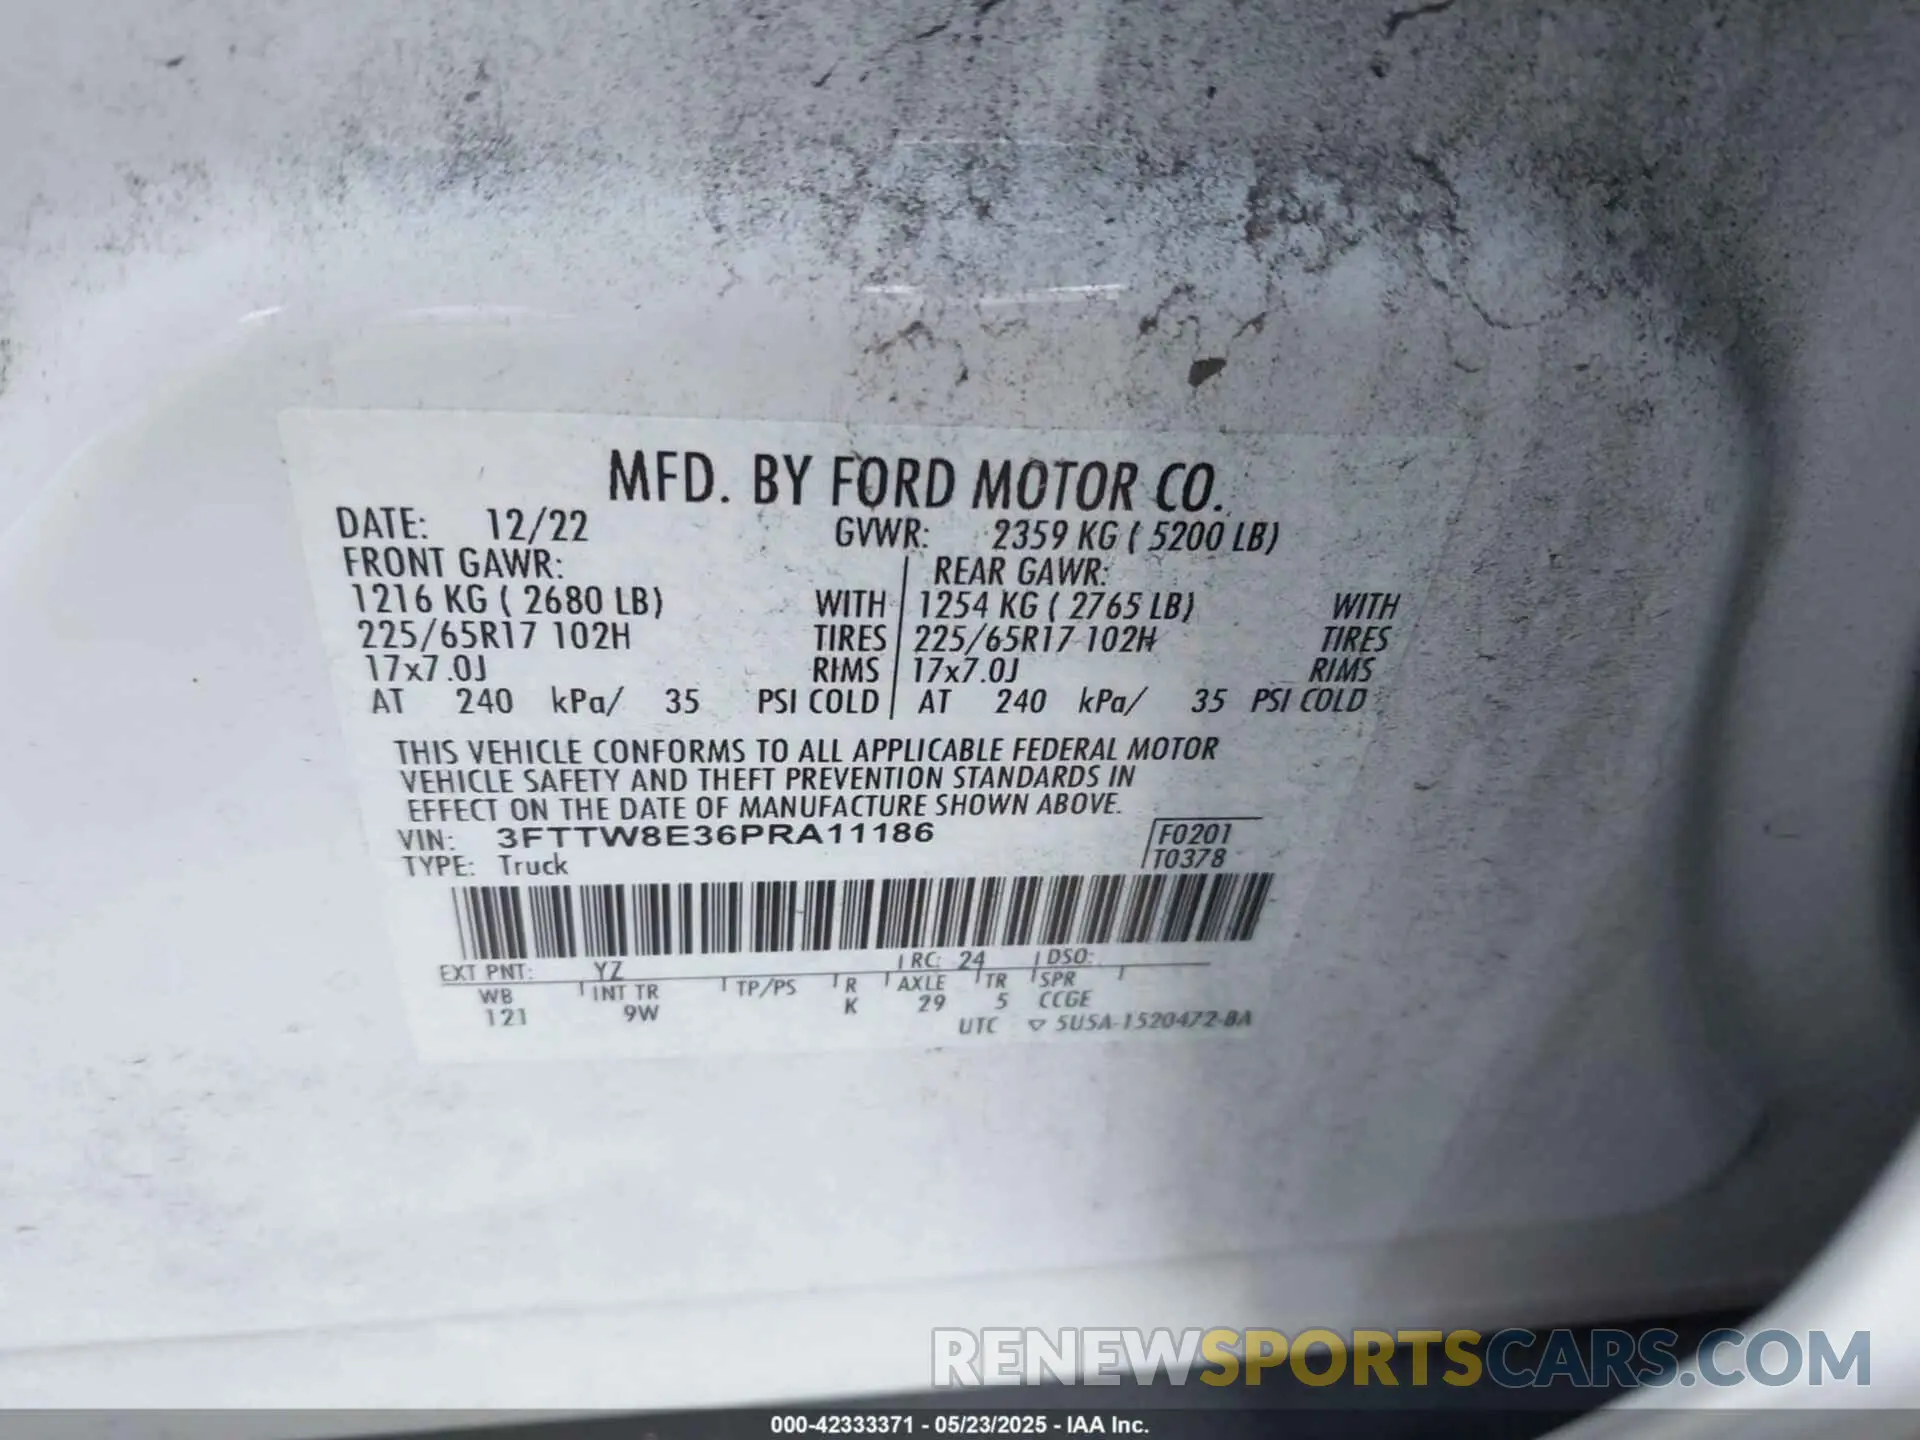 MFD. BY FORD MOTOR CO.
DATE: 12/22 GVWR: 2359 KG ( 5200 LB)
FRONT GAWR: REAR GAWR:
1216 KG ( 2680 LB) WITH 1254 KG ( 2765 LB) WITH
225/65R17 102H TIRES 225/65R17 102H TIRES
17x7.0J RIMS 17x7.0J RIMS
AT 240 kPa/ 35 PSI COLD AT 240 kPa/ 35 PSI COLD
THIS VEHICLE CONFORMS TO ALL APPLICABLE FEDERAL MOTOR
VEHICLE SAFETY AND THEFT PREVENTION STANDARDS IN
EFFECT ON THE DATE OF MANUFACTURE SHOWN ABOVE.
VIN: 3FTTW8E36PRA11186 F0201
TYPE: Truck T0378
EXT PNT: YZ RC: 24 DSO:
WB INT TR TP/PS R AXLE TR SPR
121 9W K 29 5 CCGE
UTC ▽ 5U5A-1520472-BA
RENEWSPORTSCARS.COM
000-42333371 - 05/23/2025 - IAA Inc.